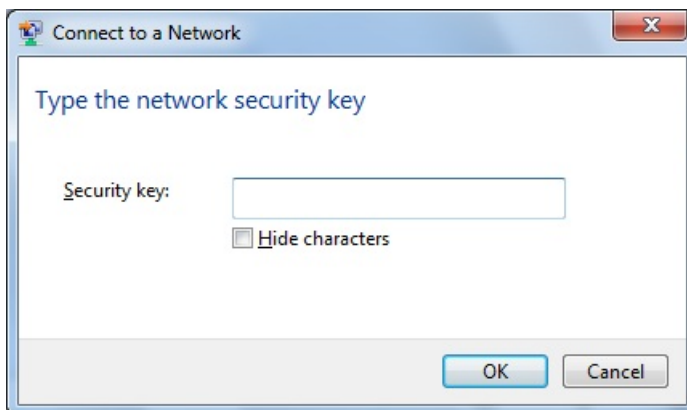 Connect to a Network
Type the network security key
Security key:
Hide characters
OK Cancel